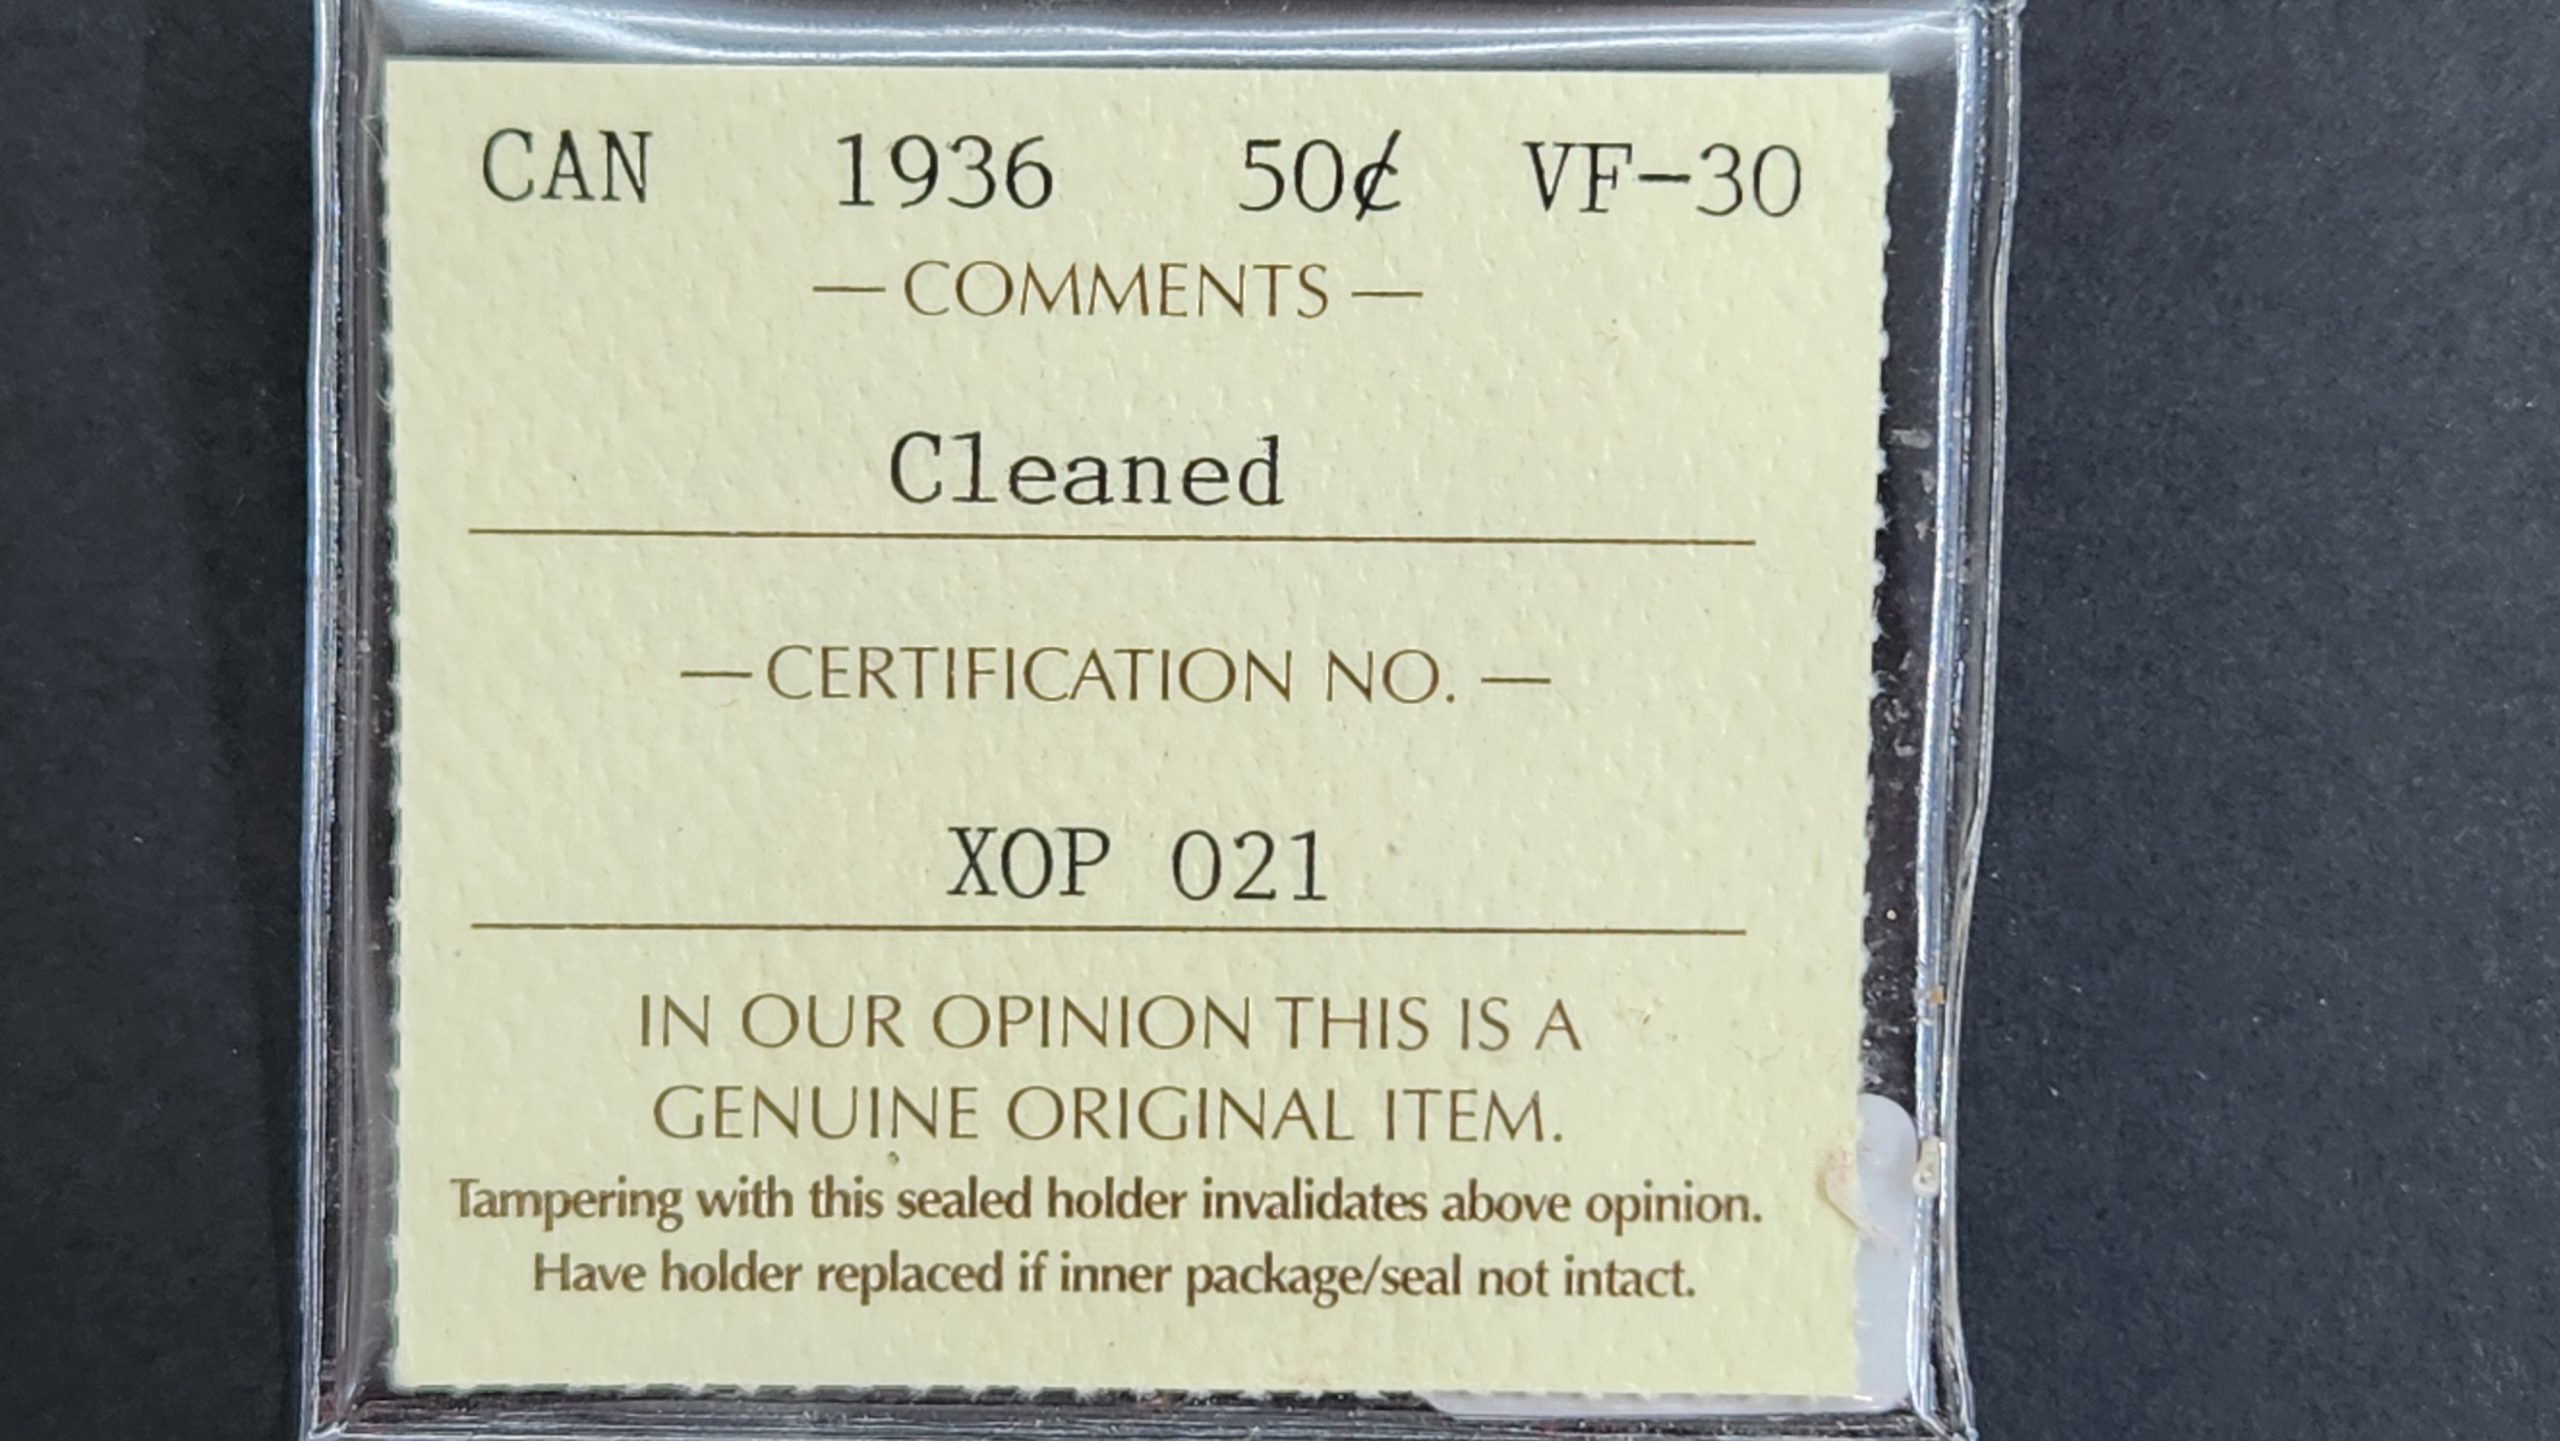 CAN 1936 50¢ VF-30
— COMMENTS —
Cleaned
— CERTIFICATION NO. —
XOP 021
IN OUR OPINION THIS IS A
GENUINE ORIGINAL ITEM.
Tampering with this sealed holder invalidates above opinion.
Have holder replaced if inner package/seal not intact.